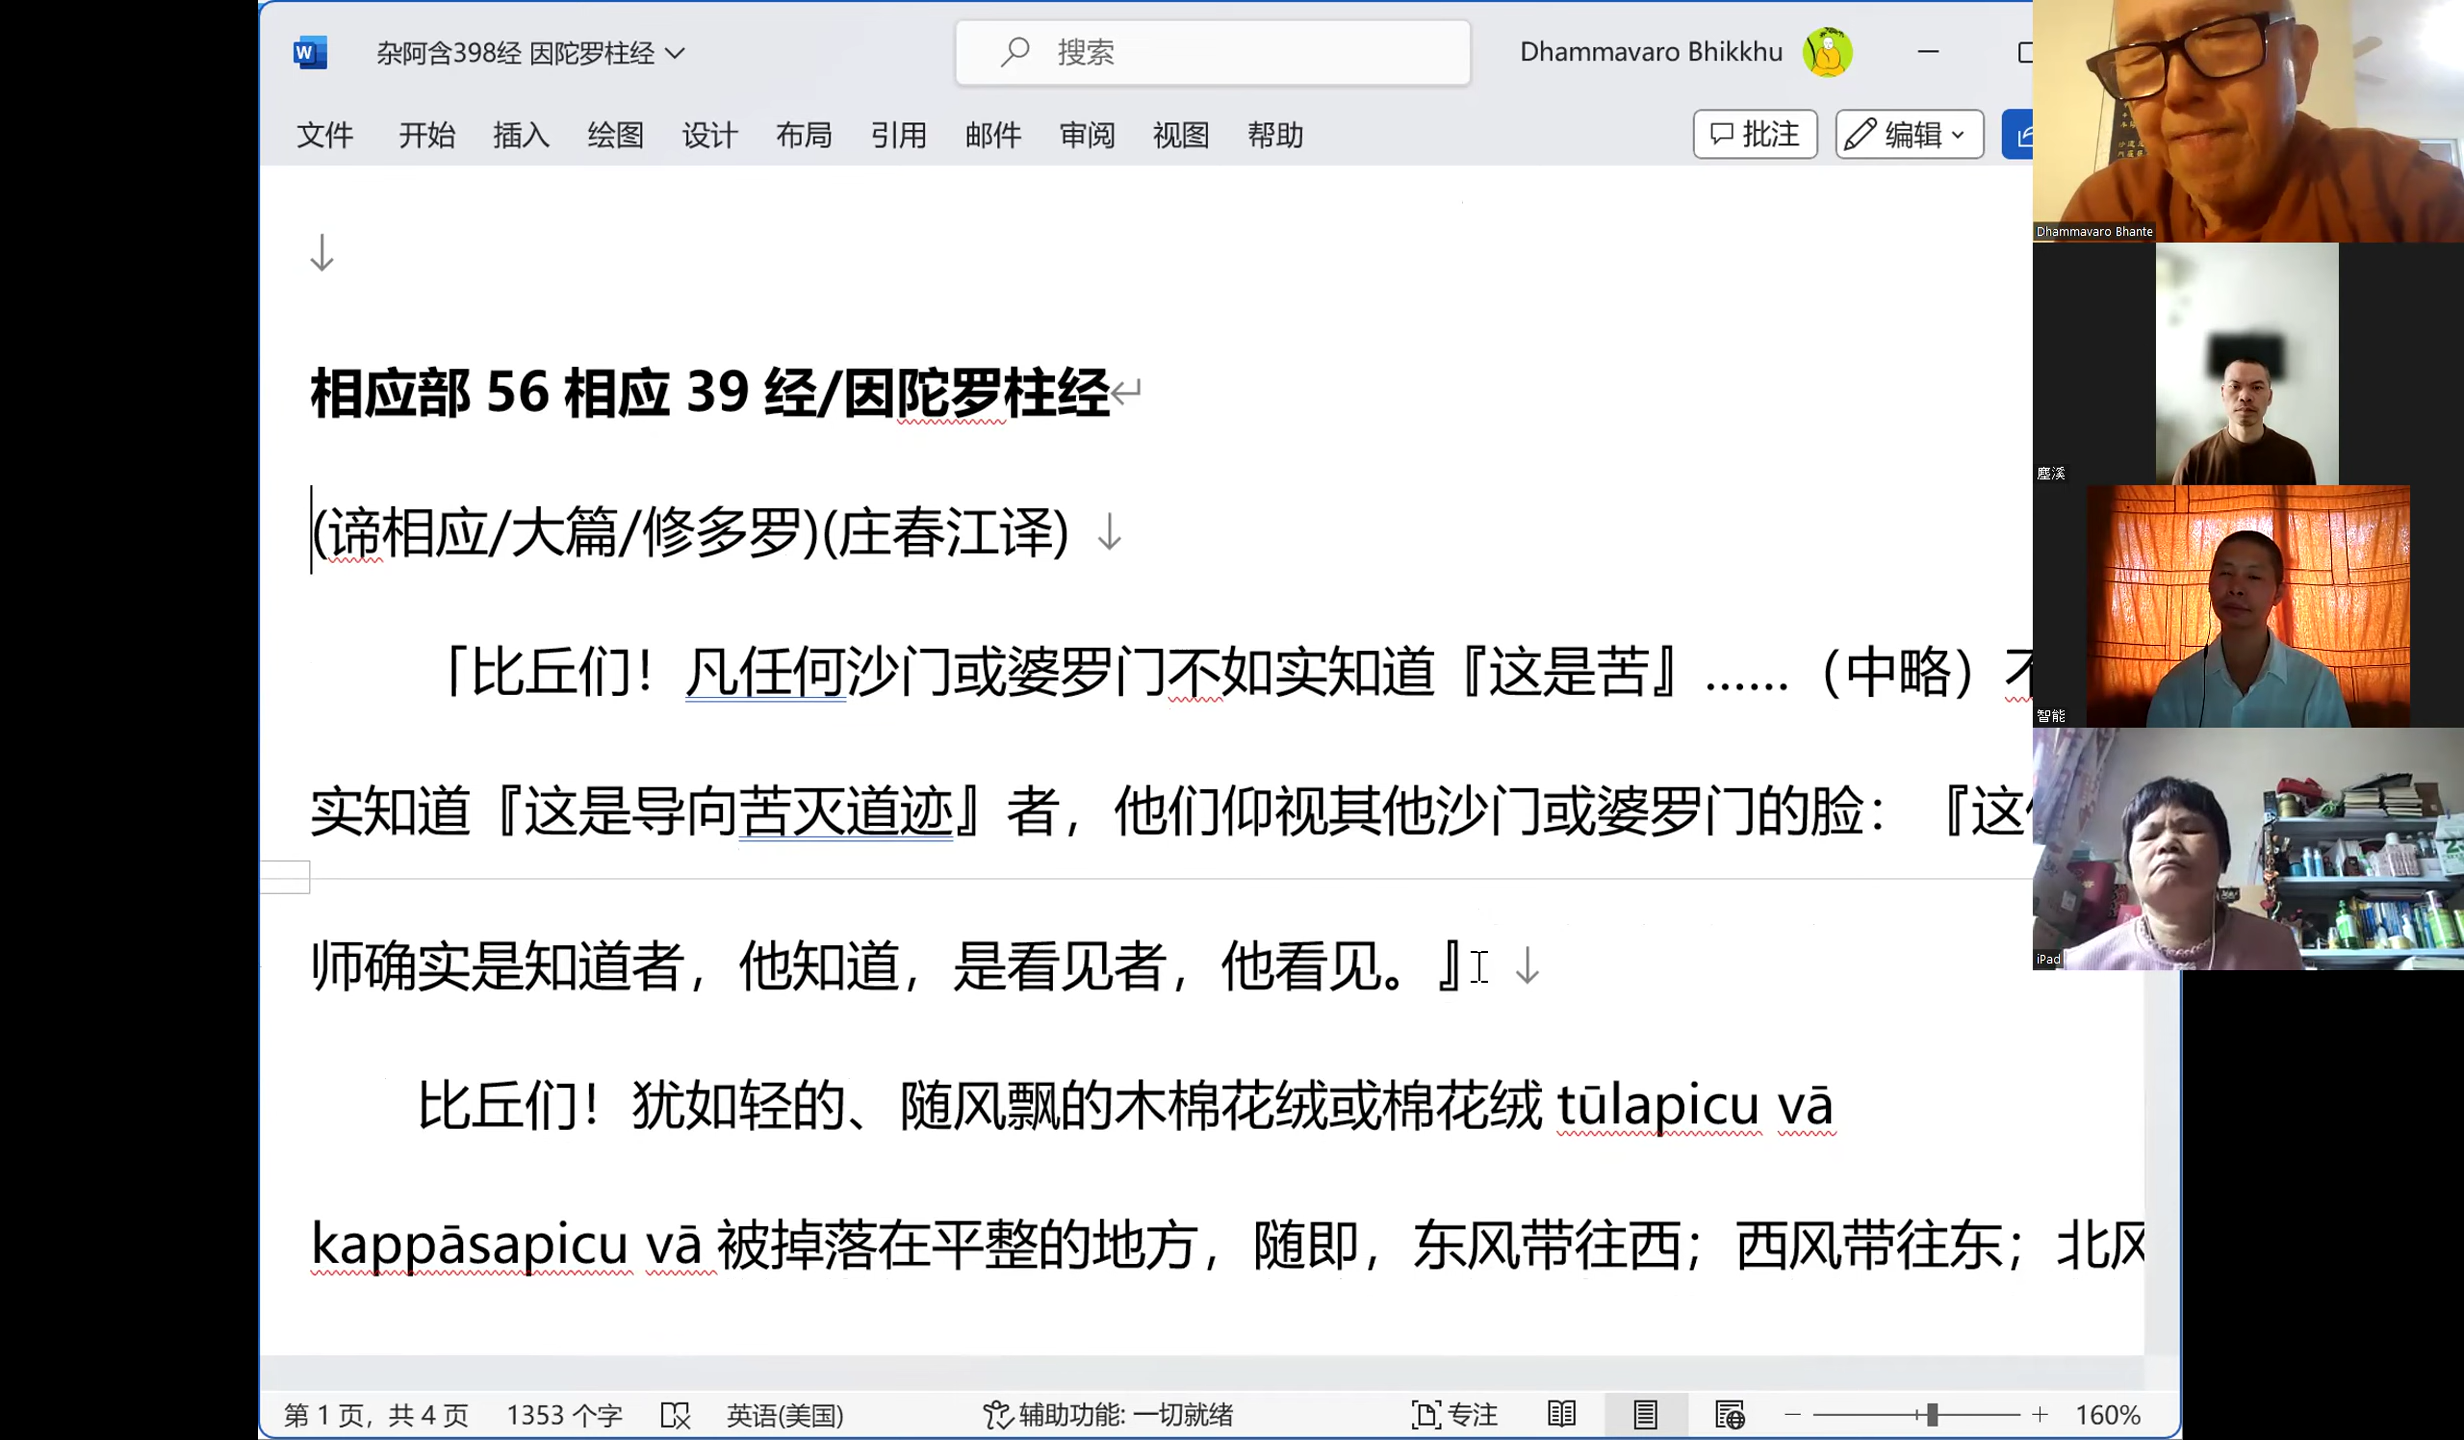 杂阿含398经 因陀罗柱经
搜索
Dhammavaro Bhikkhu
文件 开始 插入 绘图 设计 布局 引用 邮件 审阅 视图 帮助
批注 编辑
相应部 56 相应 39 经/因陀罗柱经
(谛相应/大篇/修多罗)(庄春江译)
「比丘们！凡任何沙门或婆罗门不如实知道『这是苦』……（中略）不
实知道『这是导向苦灭道迹』者，他们仰视其他沙门或婆罗门的脸：『这
师确实是知道者，他知道，是看见者，他看见。』
比丘们！犹如轻的、随风飘的木棉花绒或棉花绒 tūlapicu vā
kappāsapicu vā 被掉落在平整的地方，随即，东风带往西；西风带往东；北风
第 1 页，共 4 页 1353 个字 英语(美国) 辅助功能: 一切就绪 专注 160%
Dhammavaro Bhante
塵溪
智能
iPad